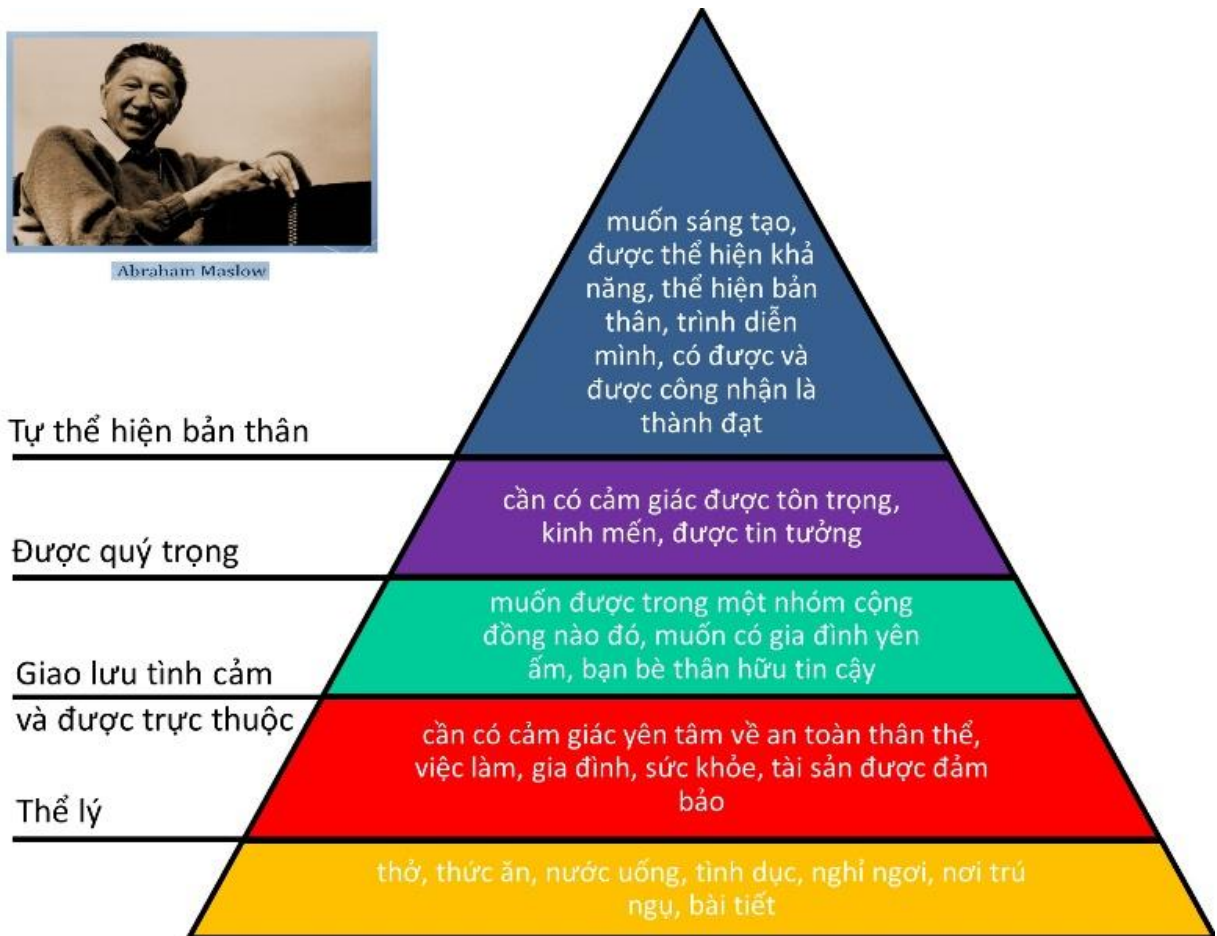 Abraham Maslow
muốn sáng tạo,
được thể hiện khả
năng, thể hiện bản
thân, trình diễn
mình, có được và
được công nhận là
thành đạt
Tự thể hiện bản thân
cần có cảm giác được tôn trọng,
kinh mến, được tin tưởng
Được quý trọng
muốn được trong một nhóm cộng
đồng nào đó, muốn có gia đình yên
ấm, bạn bè thân hữu tin cậy
Giao lưu tình cảm
và được trực thuộc
cần có cảm giác yên tâm về an toàn thân thể,
việc làm, gia đình, sức khỏe, tài sản được đảm
bảo
Thể lý
thở, thức ăn, nước uống, tình dục, nghỉ ngơi, nơi trú
ngụ, bài tiết